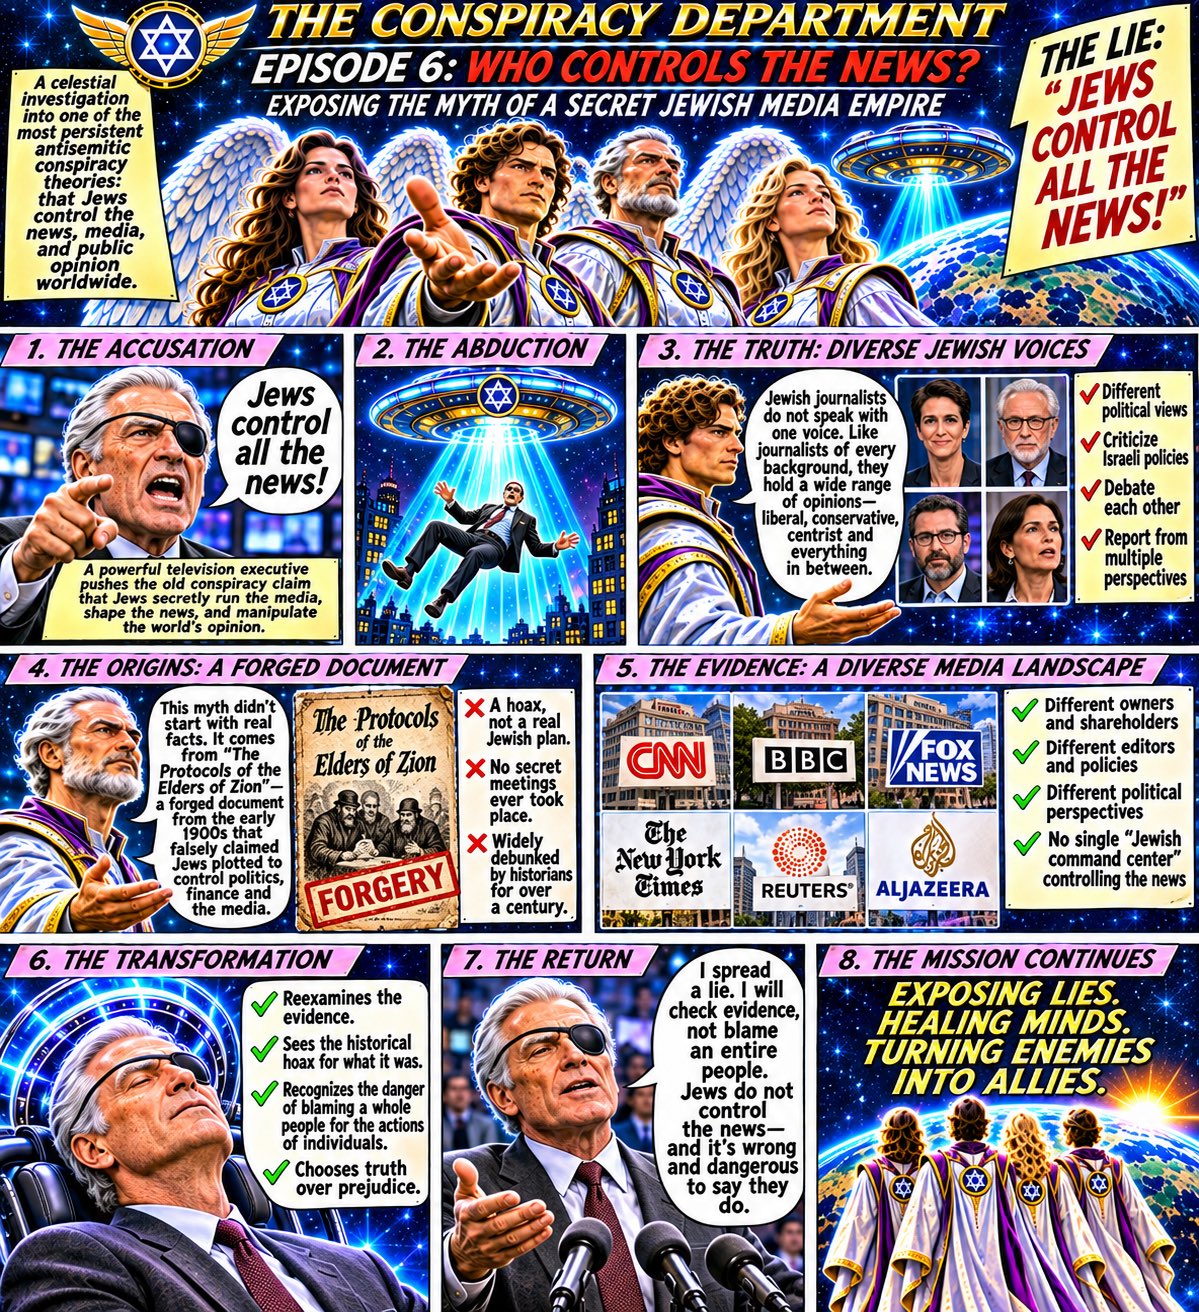 THE CONSPIRACY DEPARTMENT
EPISODE 6: WHO CONTROLS THE NEWS?
EXPOSING THE MYTH OF A SECRET JEWISH MEDIA EMPIRE
A celestial
investigation
into one of the
most persistent
antisemitic
conspiracy
theories:
that Jews
control the
news, media,
and public
opinion
worldwide.
THE LIE:
"JEWS
CONTROL
ALL THE
NEWS!"
1. THE ACCUSATION
Jews
control
all the
news!
A powerful television executive
pushes the old conspiracy claim
that Jews secretly run the media,
shape the news, and manipulate
the world's opinion.
2. THE ABDUCTION
3. THE TRUTH: DIVERSE JEWISH VOICES
Jewish journalists
do not speak with
one voice. Like
journalists of every
background, they
hold a wide range
of opinions—
liberal, conservative,
centrist and
everything
in between.
Different
political views
Criticize
Israeli policies
Debate
each other
Report from
multiple
perspectives
4. THE ORIGINS: A FORGED DOCUMENT
This myth didn't
start with real
facts. It comes
from "The
Protocols of the
Elders of Zion"—
a forged document
from the early
1900s that
falsely claimed
Jews plotted to
control politics,
finance and
the media.
The Protocols
of the
Elders of Zion
FORGERY
A hoax,
not a real
Jewish plan.
No secret
meetings
ever took
place.
Widely
debunked
by historians
for over
a century.
5. THE EVIDENCE: A DIVERSE MEDIA LANDSCAPE
CNN
BBC
FOX
NEWS
The
New York
Times
REUTERS®
ALJAZEERA
Different owners
and shareholders
Different editors
and policies
Different political
perspectives
No single "Jewish
command center"
controlling the news
6. THE TRANSFORMATION
Reexamines the
evidence.
Sees the historical
hoax for what it was.
Recognizes the danger
of blaming a whole
people for the actions
of individuals.
Chooses truth
over prejudice.
7. THE RETURN
I spread
a lie. I will
check evidence,
not blame
an entire
people.
Jews do not
control
the news—
and it's wrong
and dangerous
to say they
do.
8. THE MISSION CONTINUES
EXPOSING LIES.
HEALING MINDS.
TURNING ENEMIES
INTO ALLIES.